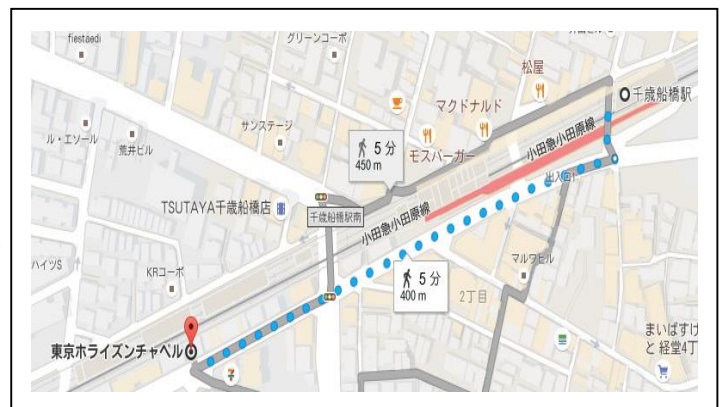 fiestaedi
グリーンコーポ
松屋
千歳船橋駅
マクドナルド
サンステージ
ル・エソール
荒井ビル
5 分
450 m
モスバーガー
小田急小田原線
出入口
TSUTAYA千歳船橋店
千歳船橋駅南
小田急小田原線
ハイツS
KRコーポ
マルワビル
5 分
400 m
2丁目
東京ホライズンチャペル
まいばすけ
と 経堂4丁